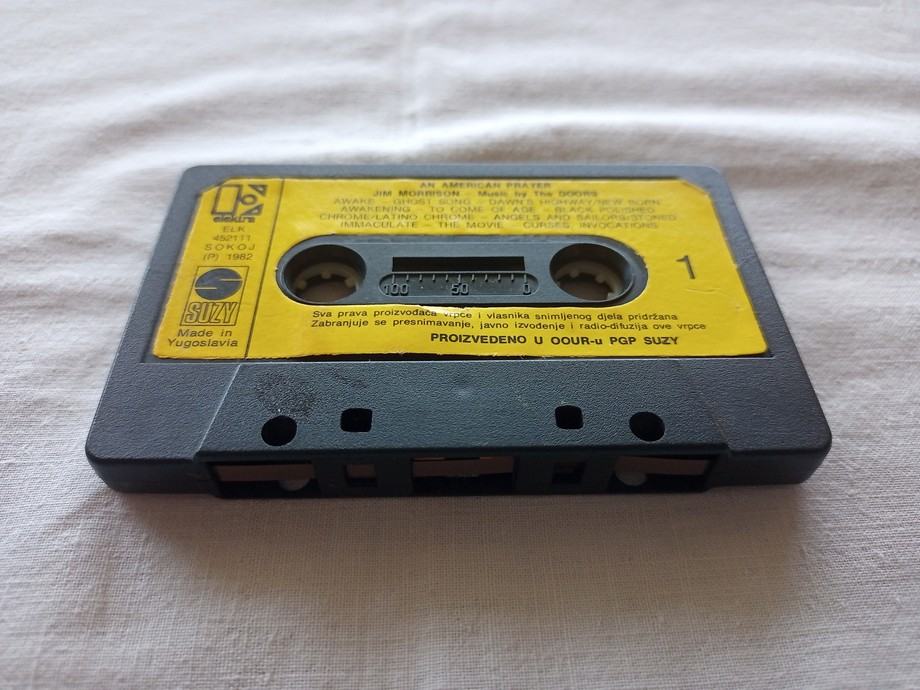 AN AMERICAN PRAYER
JIM MORRISON - Music by The DOORS
AWAKE - GHOST SONG - DAWN'S HIGHWAY/NEW BORN
AWAKENING - TO COME OF AGE - BLACK POLISHED
CHROME/LATINO CHROME - ANGELS AND SAILORS/STONED
IMMACULATE - THE MOVIE - CURSES, INVOCATIONS
elektra
ELK
452111
SOKOJ
(P) 1982
SUZY
Made in
Yugoslavia
1
100 50 0
Sva prava proizvođača vrpce i vlasnika snimljenog djela pridržana
Zabranjuje se presnimavanje, javno izvođenje i radio-difuzija ove vrpce
PROIZVEDENO U OOUR-u PGP SUZY